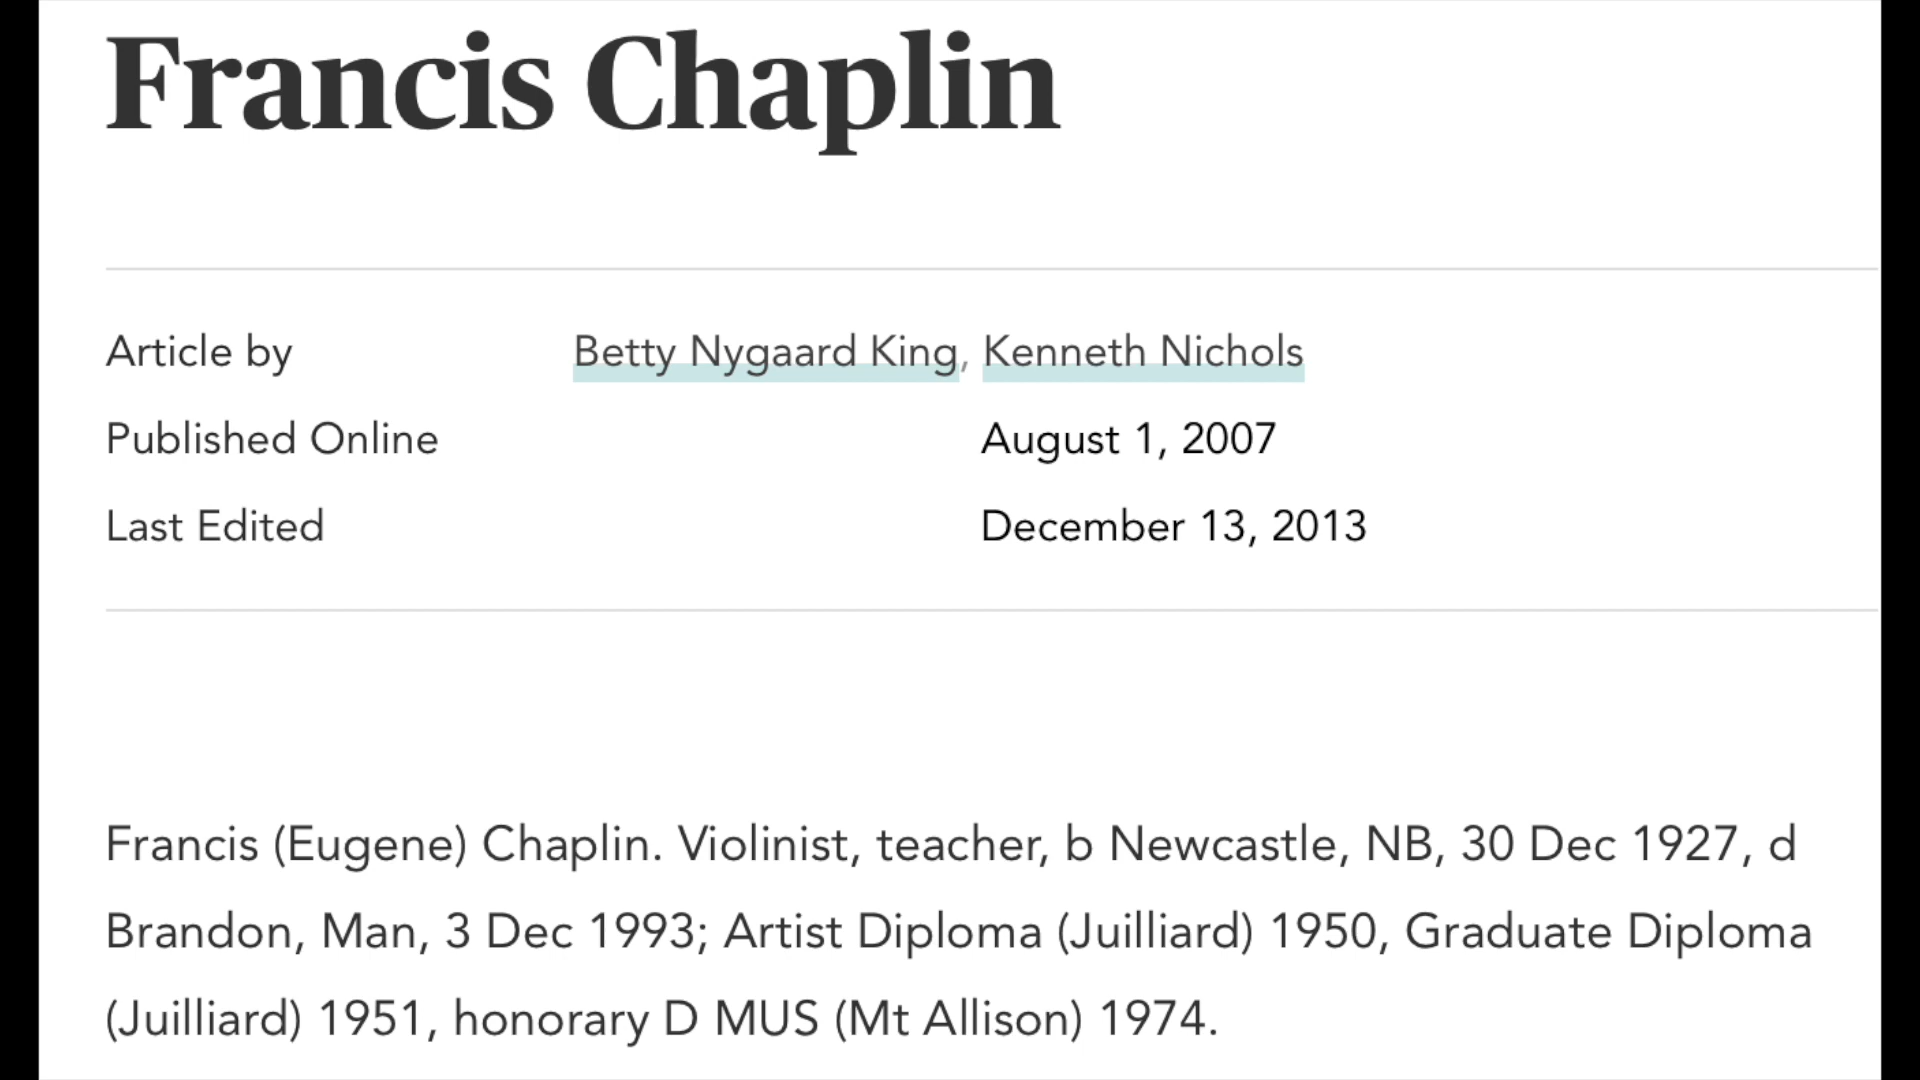 Francis Chaplin
Article by Betty Nygaard King, Kenneth Nichols
Published Online August 1, 2007
Last Edited December 13, 2013
Francis (Eugene) Chaplin. Violinist, teacher, b Newcastle, NB, 30 Dec 1927, d
Brandon, Man, 3 Dec 1993; Artist Diploma (Juilliard) 1950, Graduate Diploma
(Juilliard) 1951, honorary D MUS (Mt Allison) 1974.